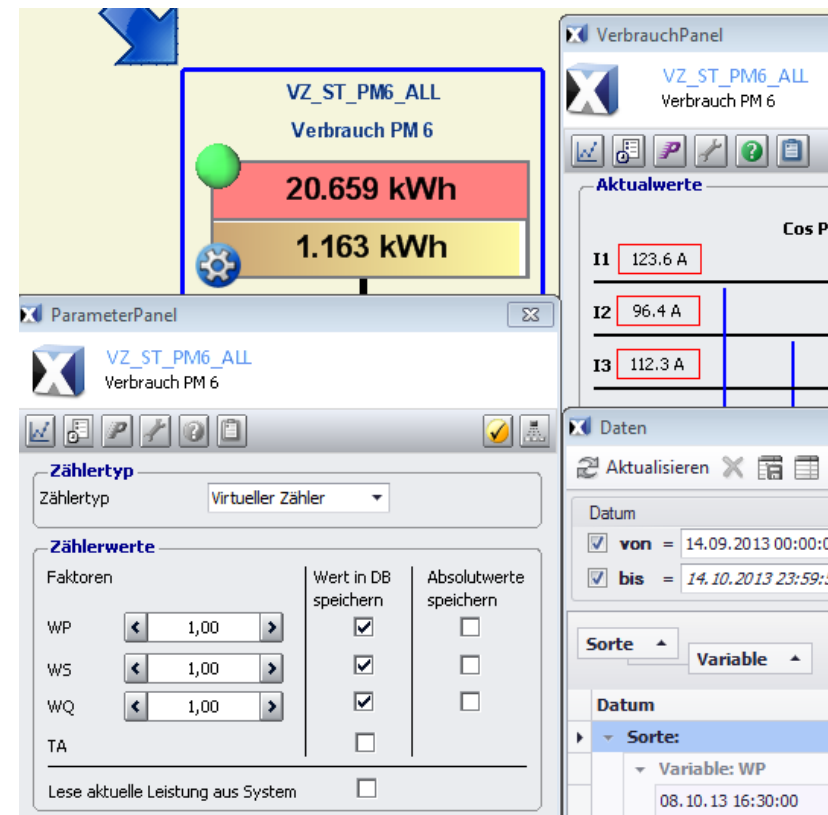 VZ_ST_PM6_ALL
Verbrauch PM 6
20.659 kWh
1.163 kWh
VerbrauchPanel
VZ_ST_PM6_ALL
Verbrauch PM 6
Aktualwerte
Cos P
I1 123.6 A
I2 96.4 A
I3 112.3 A
ParameterPanel
VZ_ST_PM6_ALL
Verbrauch PM 6
Zählertyp
Zählertyp Virtueller Zähler
Zählerwerte
Faktoren Wert in DB speichern Absolutwerte speichern
WP 1,00
WS 1,00
WQ 1,00
TA
Lese aktuelle Leistung aus System
Daten
Aktualisieren
Datum
von = 14.09.2013 00:00:0
bis = 14.10.2013 23:59:5
Sorte
Variable
Datum
Sorte:
Variable: WP
08.10.13 16:30:00